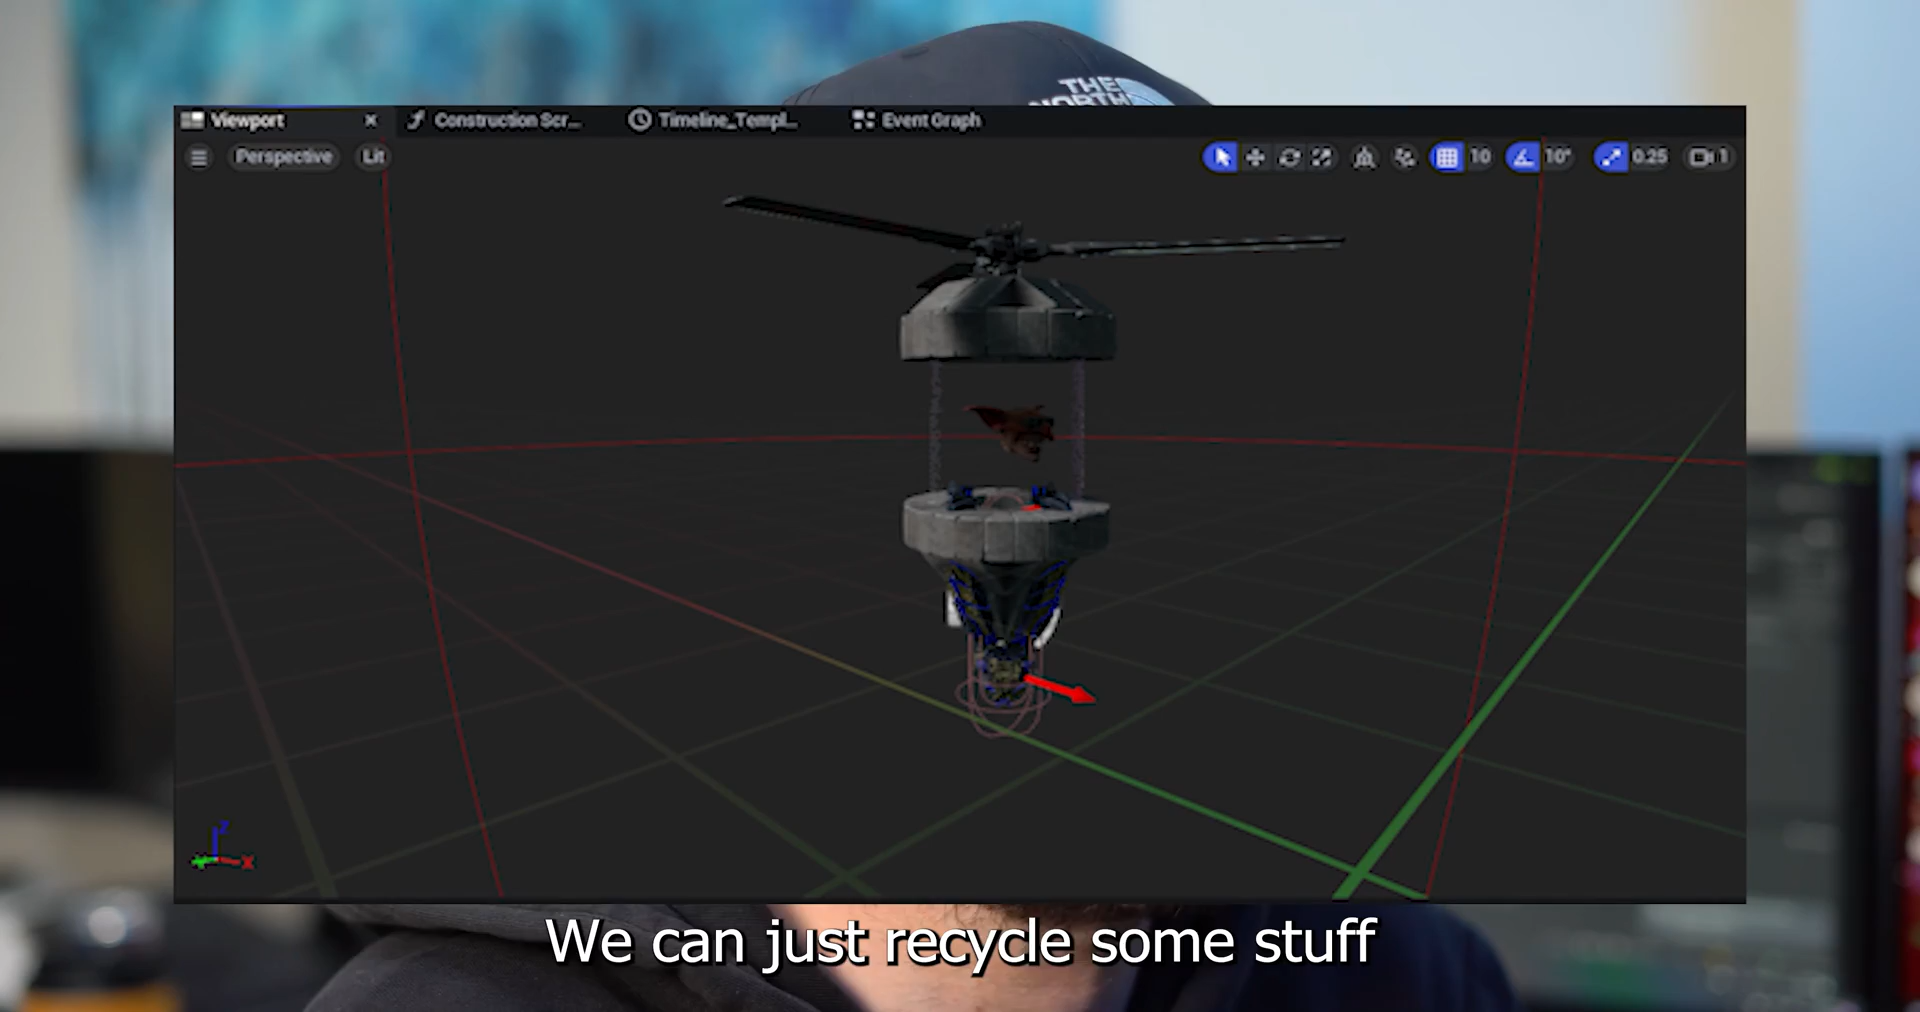 THE
NORTH
Viewport
Construction Scr...
Timeline_Templ...
Event Graph
Perspective
Lit
10
10°
0.25
1
Z
X
We can just recycle some stuff